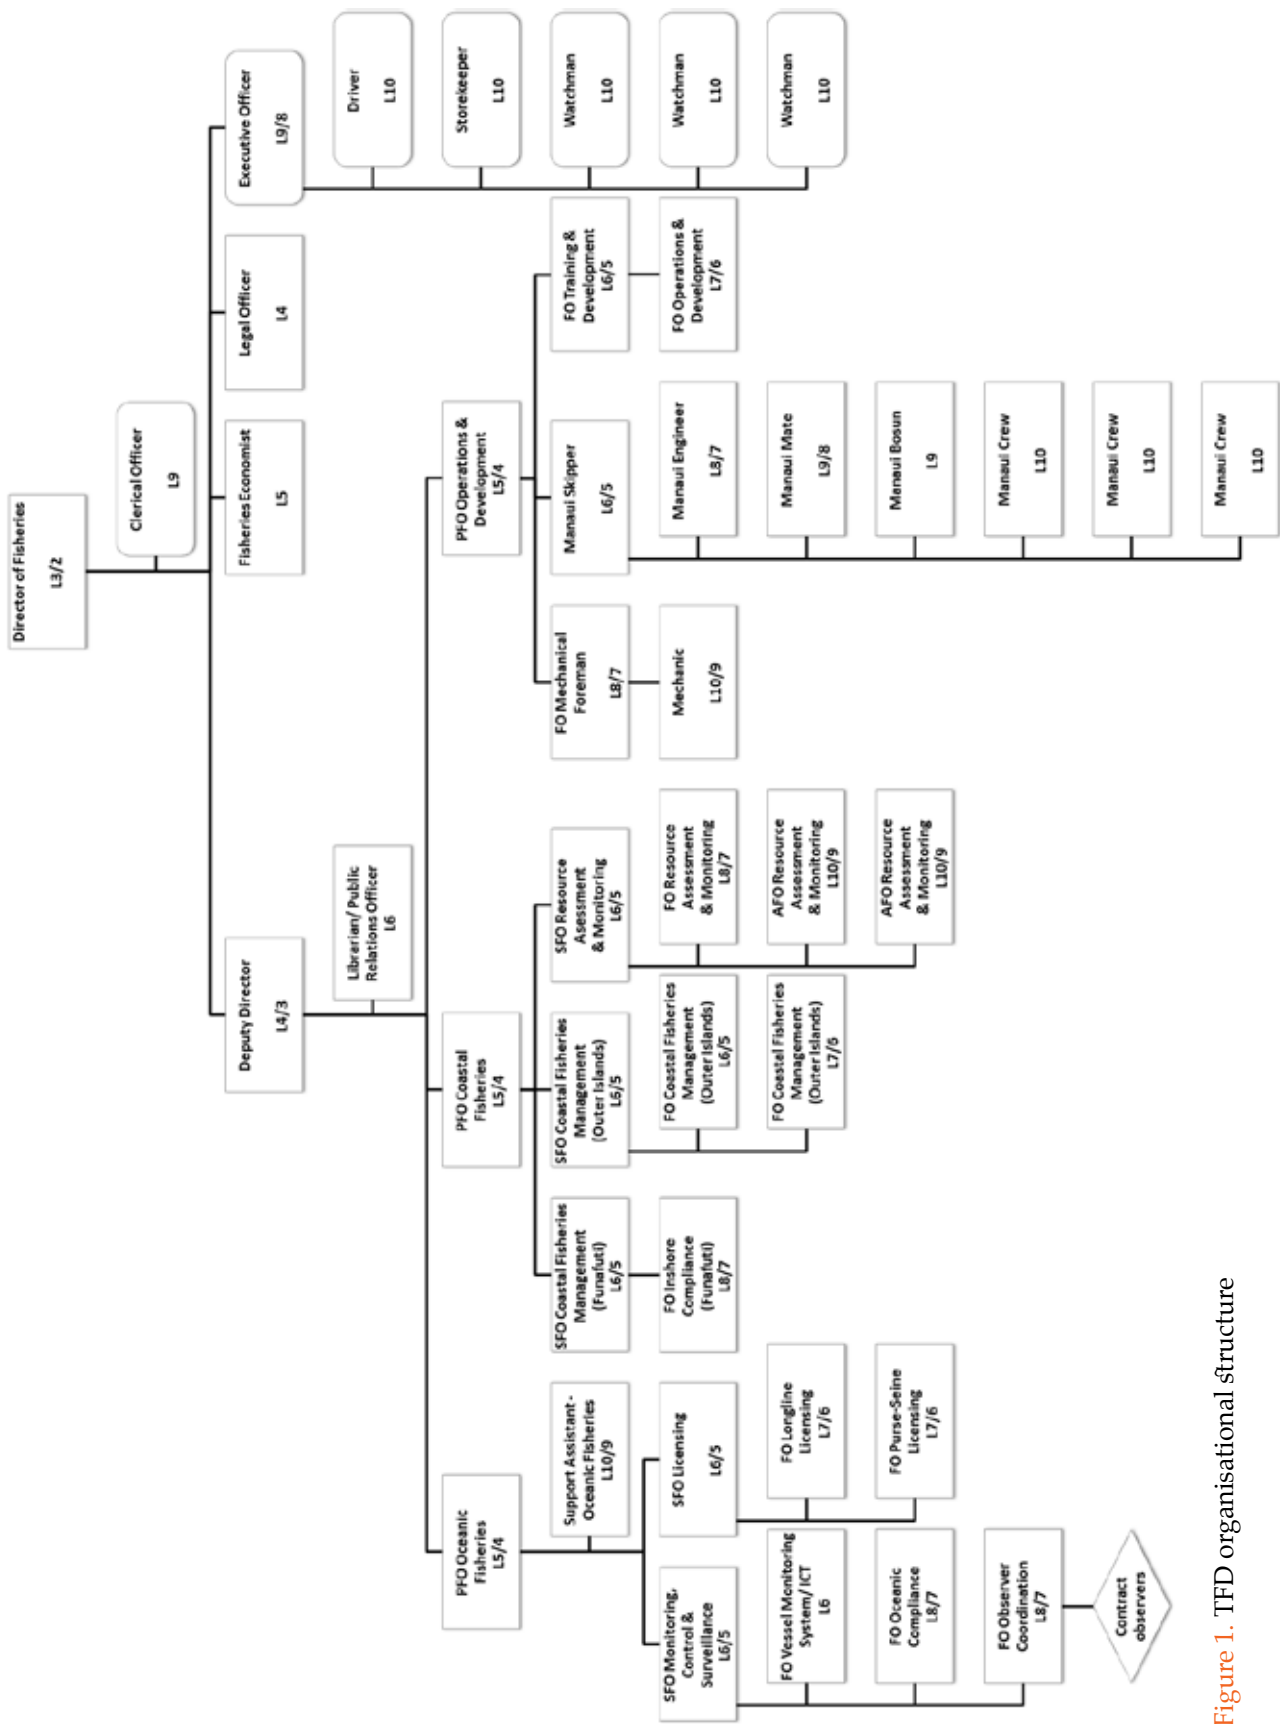 Director of Fisheries
L3/2
Clerical Officer
L9
Deputy Director
L4/3
Fisheries Economist
L5
Legal Officer
L4
Executive Officer
L9/8
Librarian/ Public
Relations Officer
L6
Driver
L10
Storekeeper
L10
Watchman
L10
Watchman
L10
Watchman
L10
PFO Oceanic
Fisheries
L5/4
PFO Coastal
Fisheries
L5/4
PFO Operations &
Development
L5/4
Support Assistant -
Oceanic Fisheries
L10/9
SFO Monitoring,
Control &
Surveillance
L6/5
FO Vessel Monitoring
System/ ICT
L6
FO Oceanic
Compliance
L8/7
FO Observer
Coordination
L8/7
Contract
observers
SFO Licensing
L6/5
FO Longline
Licensing
L7/6
FO Purse-Seine
Licensing
L7/6
SFO Coastal Fisheries
Management
(Funafuti)
L6/5
FO Inshore
Compliance
(Funafuti)
L8/7
SFO Coastal Fisheries
Management
(Outer Islands)
L6/5
FO Coastal Fisheries
Management
(Outer Islands)
L6/5
FO Coastal Fisheries
Management
(Outer Islands)
L7/6
SFO Resource
Asessment
& Monitoring
L6/5
FO Resource
Assessment
& Monitoring
L8/7
AFO Resource
Assessment
& Monitoring
L10/9
AFO Resource
Assessment
& Monitoring
L10/9
FO Mechanical
Foreman
L8/7
Mechanic
L10/9
Manaui Skipper
L6/5
Manaui Engineer
L8/7
Manaui Mate
L9/8
Manaui Bosun
L9
Manaui Crew
L10
Manaui Crew
L10
Manaui Crew
L10
FO Training &
Development
L6/5
FO Operations &
Development
L7/6
Figure 1. TFD organisational structure